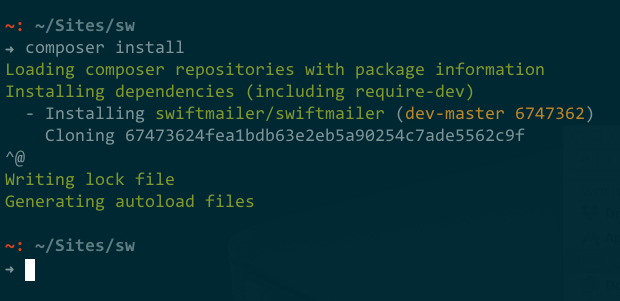 ~: ~/Sites/sw
→ composer install
Loading composer repositories with package information
Installing dependencies (including require-dev)
- Installing swiftmailer/swiftmailer (dev-master 6747362)
Cloning 67473624fea1bdb63e2eb5a90254c7ade5562c9f
^@
Writing lock file
Generating autoload files
~: ~/Sites/sw
→